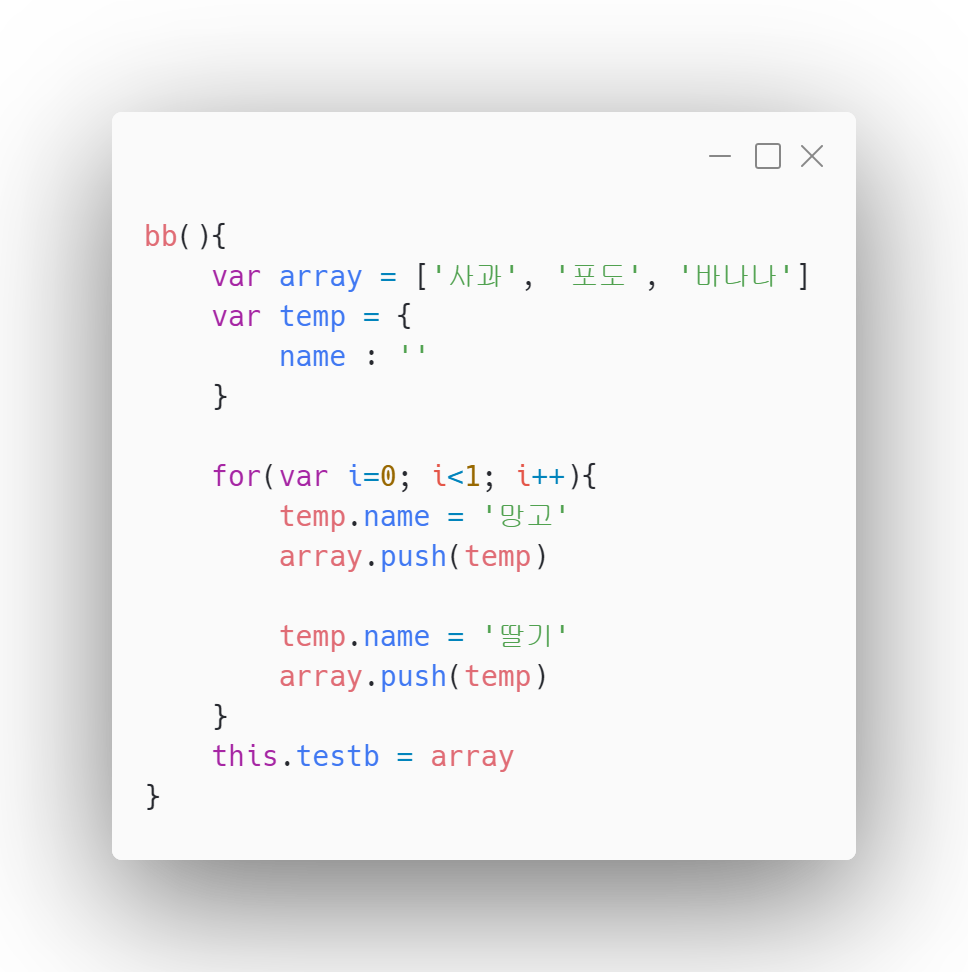 bb(){
    var array = ['사과', '포도', '바나나']
    var temp = {
        name : ''
    }
    for(var i=0; i<1; i++){
        temp.name = '망고'
        array.push(temp)
        temp.name = '딸기'
        array.push(temp)
    }
    this.testb = array
}